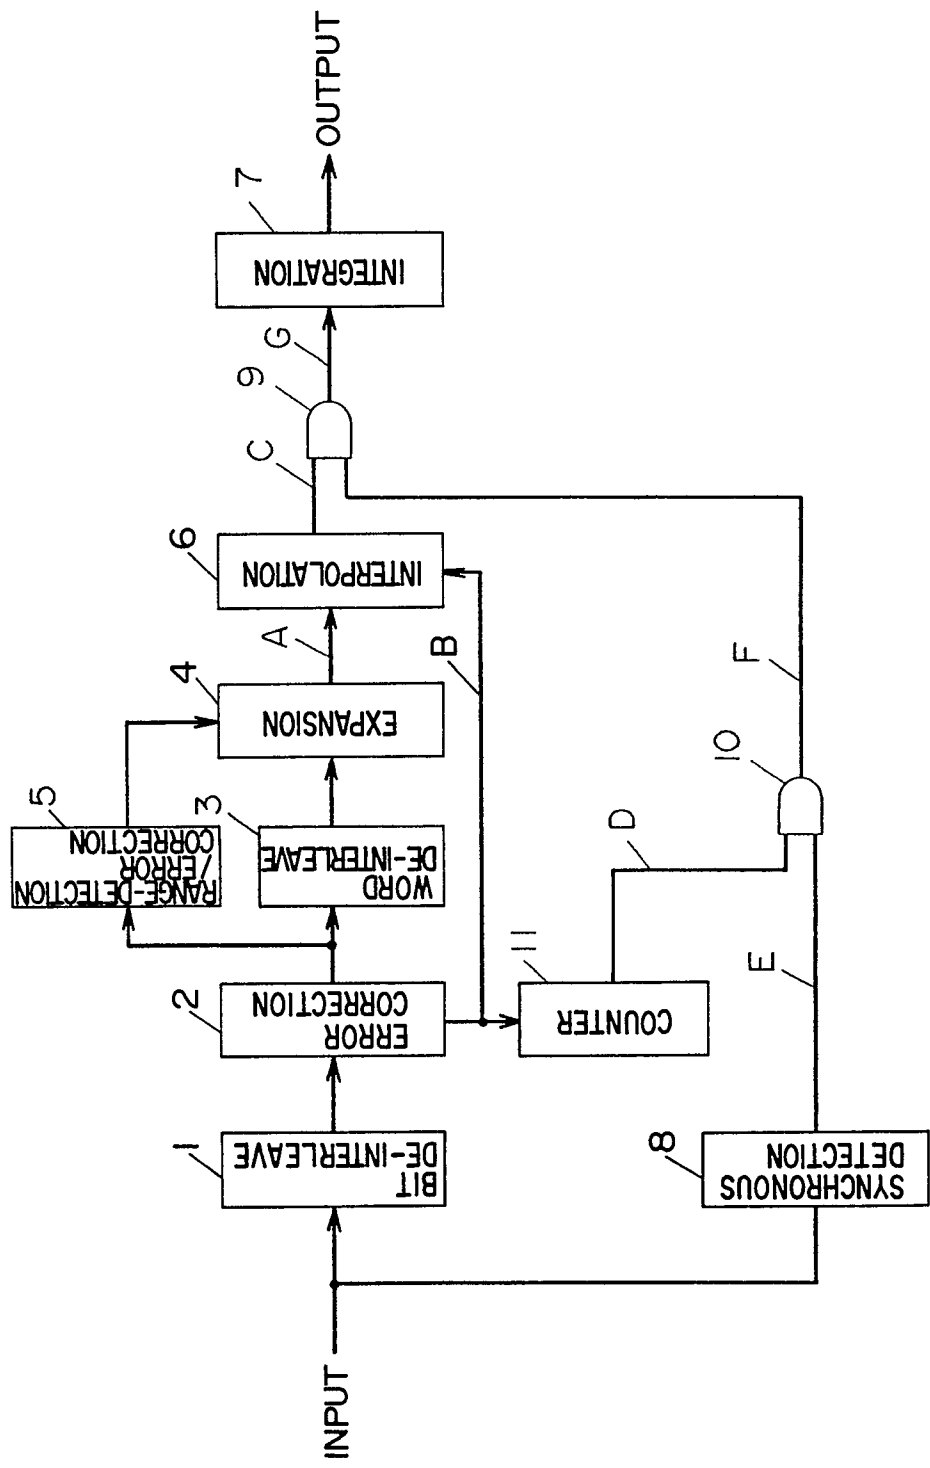 INPUT
1
BIT
DE-INTERLEAVE
2
ERROR
CORRECTION
3
WORD
DE-INTERLEAVE
5
RANGE-DETECTION
/ERROR
CORRECTION
4
EXPANSION
A
6
INTERPOLATION
B
C
9
G
7
INTEGRATION
OUTPUT
11
COUNTER
D
8
SYNCHRONOUS
DETECTION
E
10
F